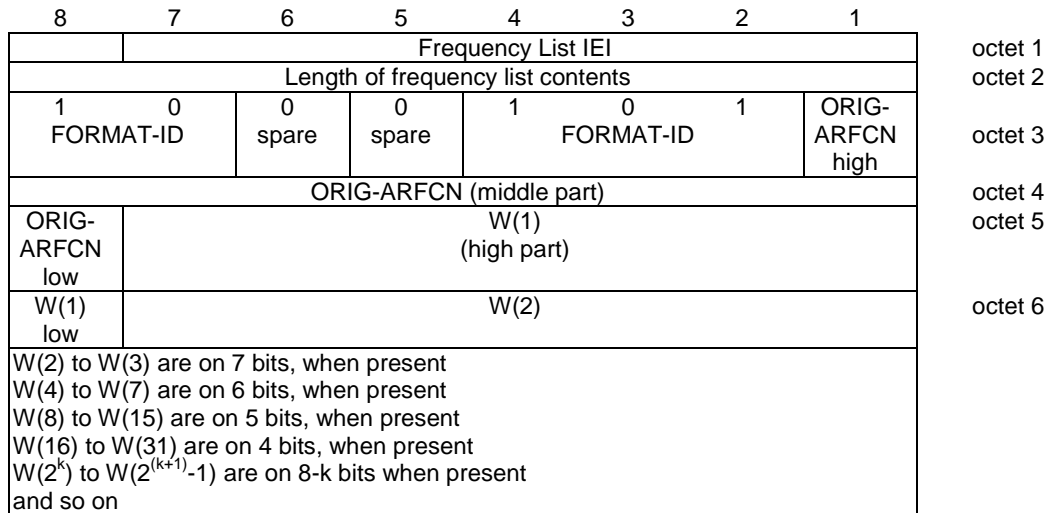 8 7 6 5 4 3 2 1
Frequency List IEI octet 1
Length of frequency list contents octet 2
1 0 0 0 1 0 1 ORIG-
FORMAT-ID spare spare FORMAT-ID ARFCN octet 3
high
ORIG-ARFCN (middle part) octet 4
ORIG- W(1) octet 5
ARFCN (high part)
low
W(1) W(2) octet 6
low
W(2) to W(3) are on 7 bits, when present
W(4) to W(7) are on 6 bits, when present
W(8) to W(15) are on 5 bits, when present
W(16) to W(31) are on 4 bits, when present
W(2^k) to W(2^(k+1)-1) are on 8-k bits when present
and so on